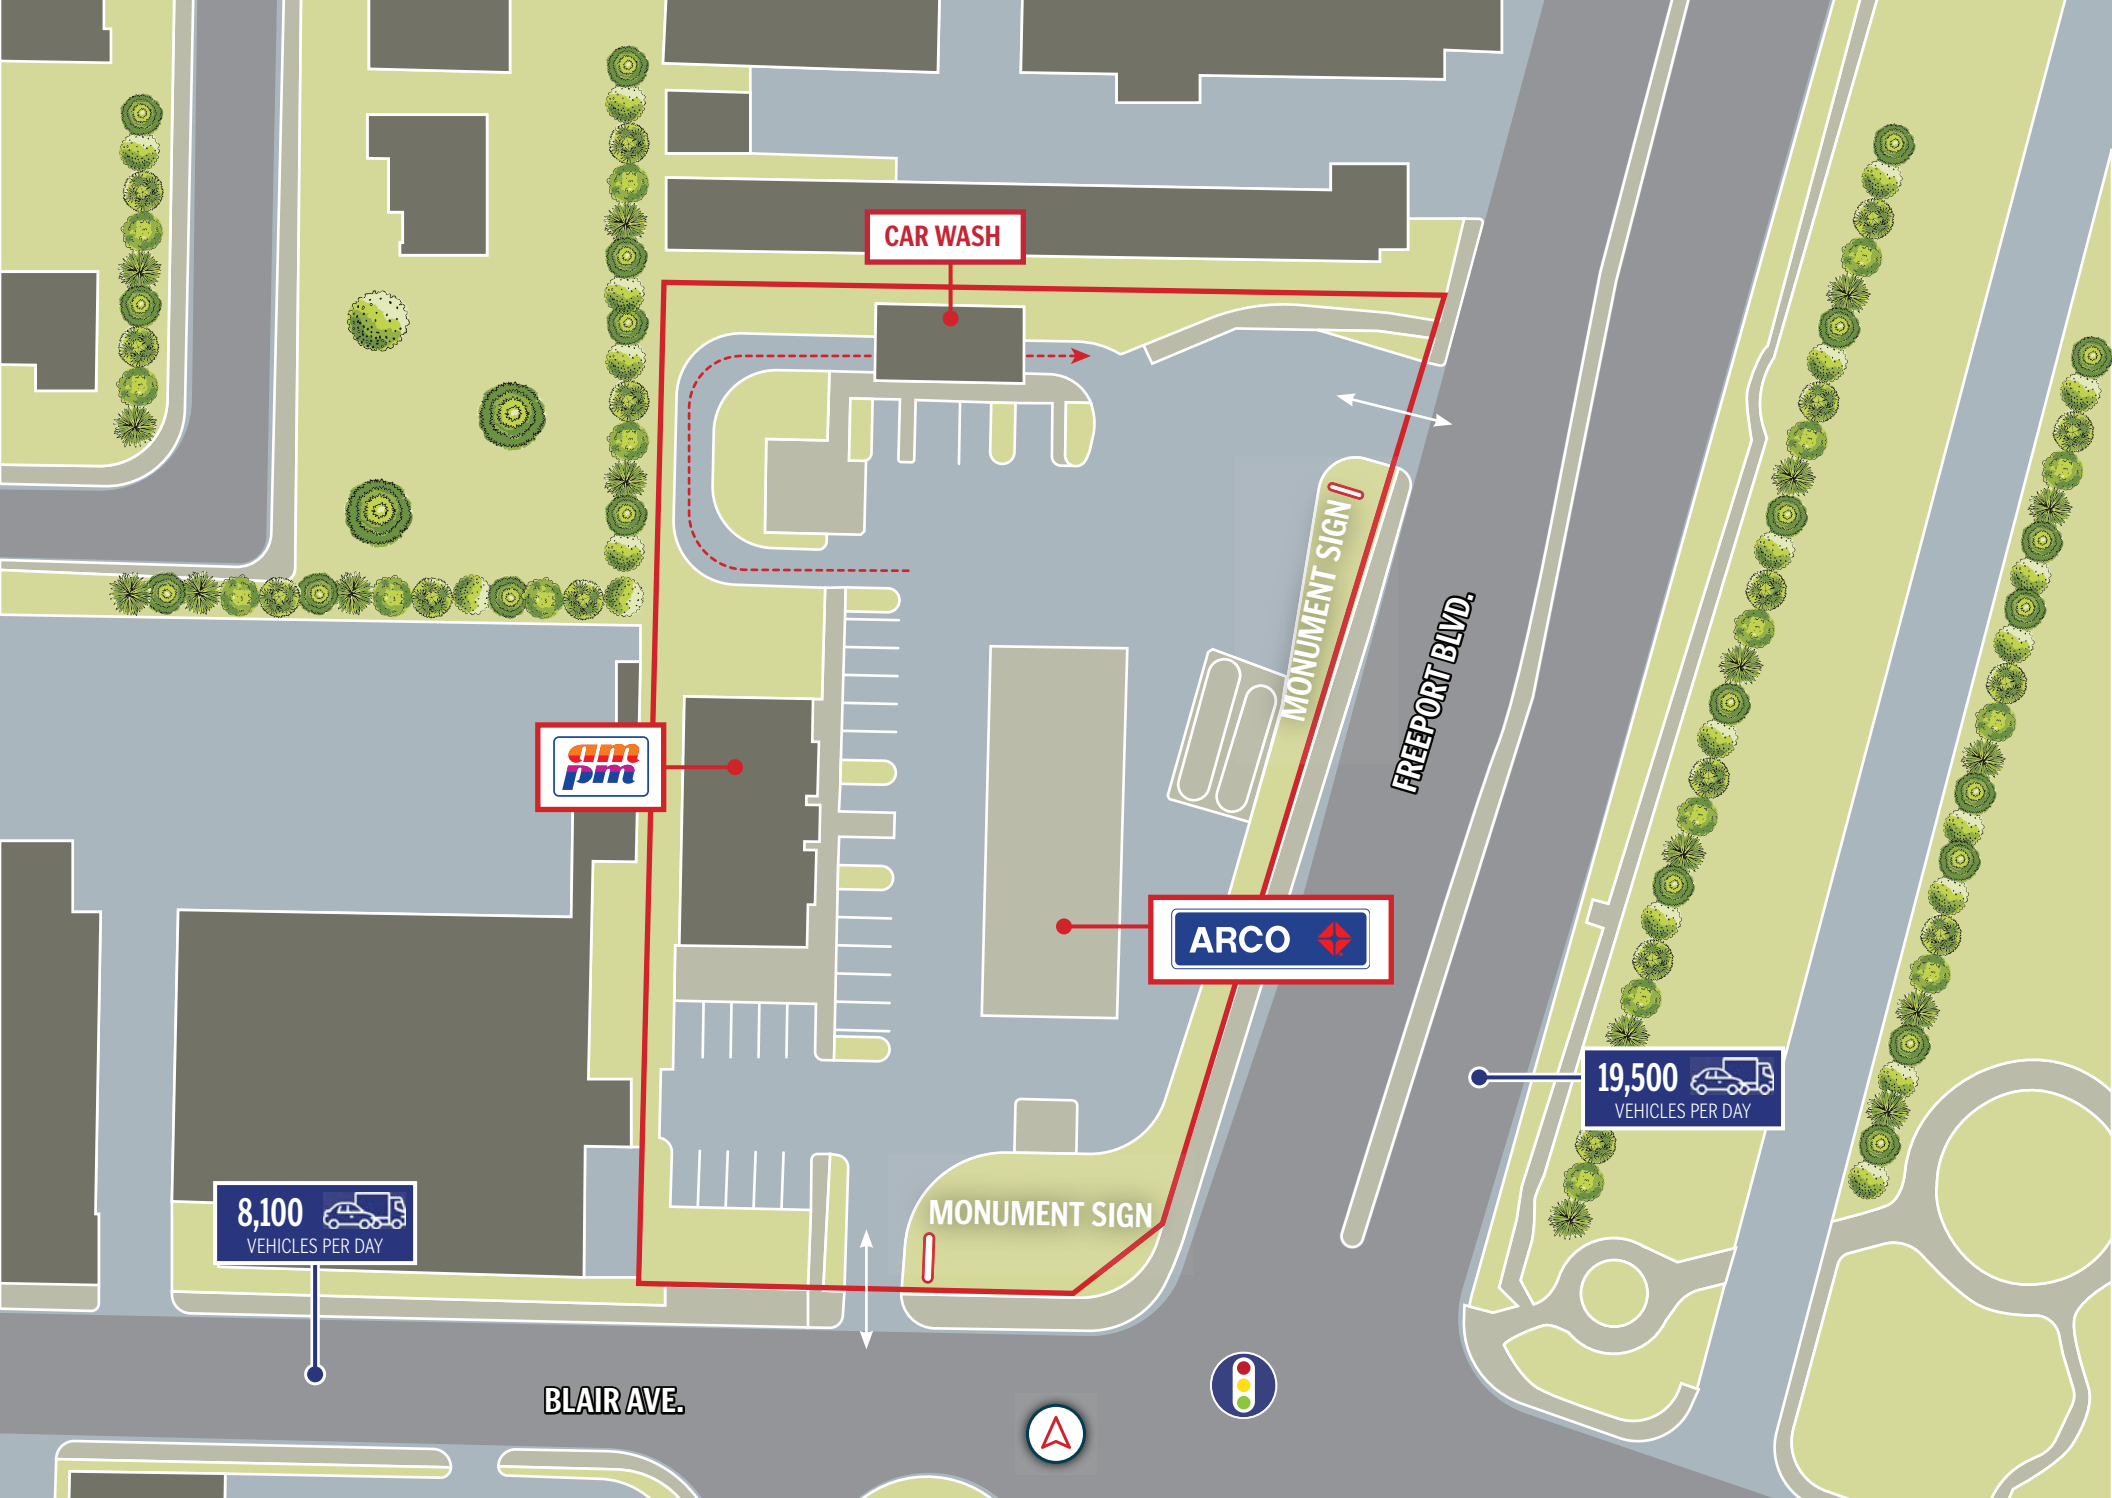 CAR WASH
MONUMENT SIGN
FREEPORT BLVD.
am
pm
ARCO
19,500
VEHICLES PER DAY
MONUMENT SIGN
8,100
VEHICLES PER DAY
BLAIR AVE.